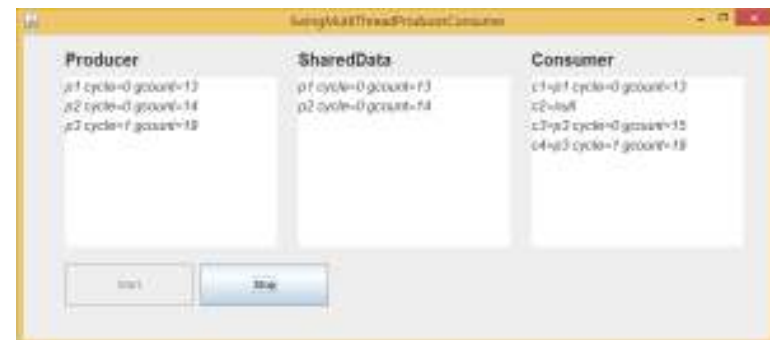 SwingMultiThreadProducerConsumer
Producer
SharedData
Consumer
p1 cycle=0 gcount=13
p2 cycle=0 gcount=14
p3 cycle=1 gcount=19
p1 cycle=0 gcount=13
p2 cycle=0 gcount=14
c1=p1 cycle=0 gcount=13
c2=null
c3=p3 cycle=0 gcount=15
c4=p3 cycle=1 gcount=19
Start
Stop